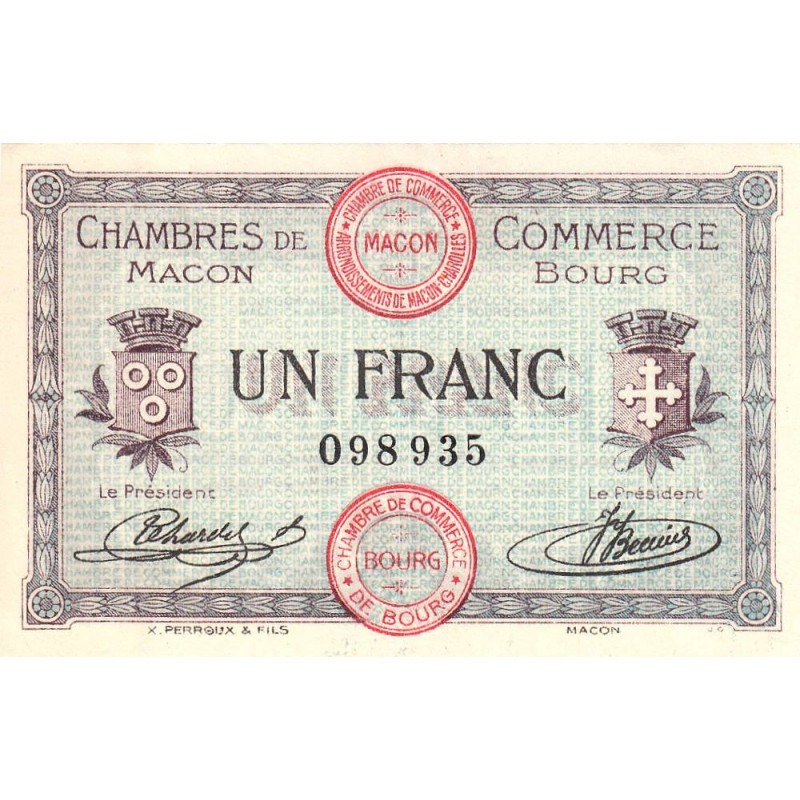 CHAMBRES DE COMMERCE
MACON BOURG
★ CHAMBRE DE COMMERCE ★
MACON
ARRONDISSEMENTS DE MACON-CHAROLLES
UN FRANC
098935
Le Président
Le Président
CHAMBRE DE COMMERCE
BOURG
★ DE BOURG ★
X. PERROUX & FILS
MACON